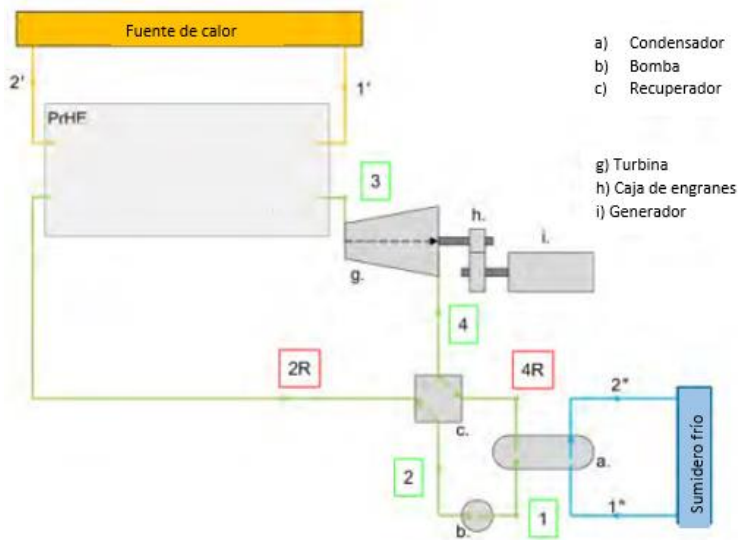 Fuente de calor
2'
1'
PrHE
3
g.
h.
i.
4
2R
4R
c.
2
b.
1
a.
2"
1"
Sumidero frío
a) Condensador
b) Bomba
c) Recuperador
g) Turbina
h) Caja de engranes
i) Generador